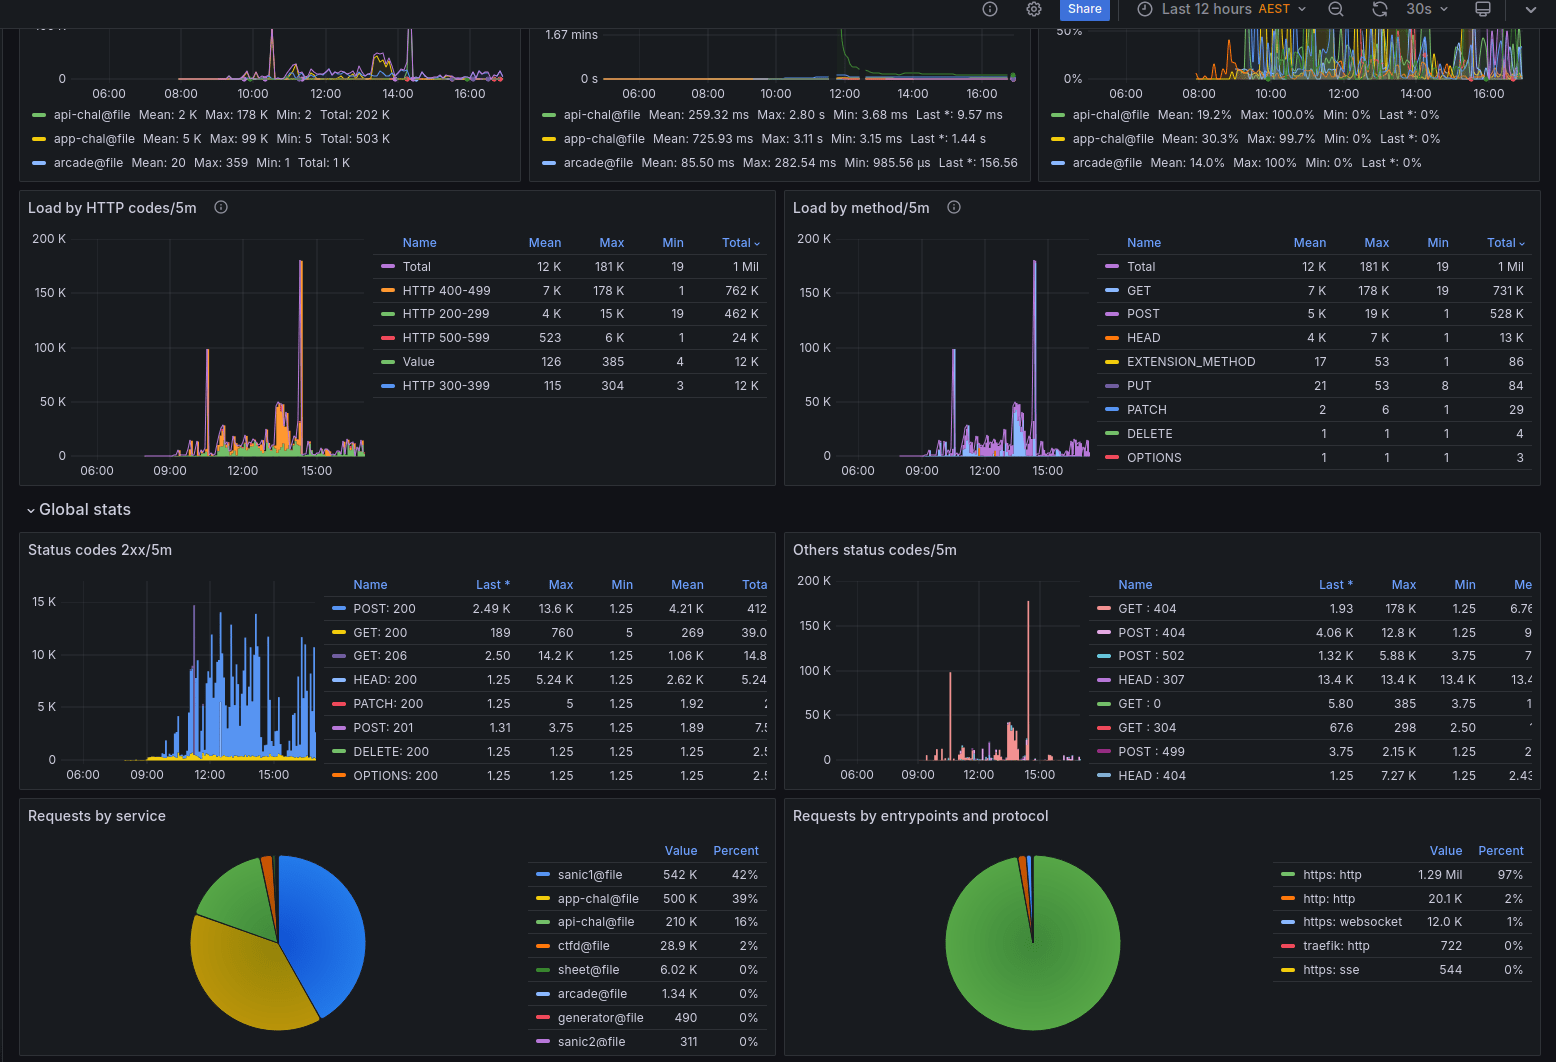 Share
Last 12 hours AEST
30s
0
06:00 08:00 10:00 12:00 14:00 16:00
api-chal@file Mean: 2 K Max: 178 K Min: 2 Total: 202 K
app-chal@file Mean: 5 K Max: 99 K Min: 5 Total: 503 K
arcade@file Mean: 20 Max: 359 Min: 1 Total: 1 K
1.67 mins
0 s
06:00 08:00 10:00 12:00 14:00 16:00
api-chal@file Mean: 259.32 ms Max: 2.80 s Min: 3.68 ms Last *: 9.57 ms
app-chal@file Mean: 725.93 ms Max: 3.11 s Min: 3.15 ms Last *: 1.44 s
arcade@file Mean: 85.50 ms Max: 282.54 ms Min: 985.56 µs Last *: 156.56
50%
0%
06:00 08:00 10:00 12:00 14:00 16:00
api-chal@file Mean: 19.2% Max: 100.0% Min: 0% Last *: 0%
app-chal@file Mean: 30.3% Max: 99.7% Min: 0% Last *: 0%
arcade@file Mean: 14.0% Max: 100% Min: 0% Last *: 0%
Load by HTTP codes/5m
200 K
150 K
100 K
50 K
0
06:00 09:00 12:00 15:00
Name Mean Max Min Total
Total 12 K 181 K 19 1 Mil
HTTP 400-499 7 K 178 K 1 762 K
HTTP 200-299 4 K 15 K 19 462 K
HTTP 500-599 523 6 K 1 24 K
Value 126 385 4 12 K
HTTP 300-399 115 304 3 12 K
Load by method/5m
200 K
150 K
100 K
50 K
0
06:00 09:00 12:00 15:00
Name Mean Max Min Total
Total 12 K 181 K 19 1 Mil
GET 7 K 178 K 19 731 K
POST 5 K 19 K 1 528 K
HEAD 4 K 7 K 1 13 K
EXTENSION_METHOD 17 53 1 86
PUT 21 53 8 84
PATCH 2 6 1 29
DELETE 1 1 1 4
OPTIONS 1 1 1 3
Global stats
Status codes 2xx/5m
15 K
10 K
5 K
0
06:00 09:00 12:00 15:00
Name Last * Max Min Mean Tota
POST: 200 2.49 K 13.6 K 1.25 4.21 K 412
GET: 200 189 760 5 269 39.0
GET: 206 2.50 14.2 K 1.25 1.06 K 14.8
HEAD: 200 1.25 5.24 K 1.25 2.62 K 5.24
PATCH: 200 1.25 5 1.25 1.92
POST: 201 1.31 3.75 1.25 1.89 7.5
DELETE: 200 1.25 1.25 1.25 1.25 2.5
OPTIONS: 200 1.25 1.25 1.25 1.25 2.5
Others status codes/5m
200 K
150 K
100 K
50 K
0
06:00 09:00 12:00 15:00
Name Last * Max Min Me
GET : 404 1.93 178 K 1.25 6.76
POST : 404 4.06 K 12.8 K 1.25 9
POST : 502 1.32 K 5.88 K 3.75 7
HEAD : 307 13.4 K 13.4 K 13.4 K 13.4
GET : 0 5.80 385 3.75 1
GET : 304 67.6 298 2.50
POST : 499 3.75 2.15 K 1.25 2
HEAD : 404 1.25 7.27 K 1.25 2.43
Requests by service
Value Percent
sanic1@file 542 K 42%
app-chal@file 500 K 39%
api-chal@file 210 K 16%
ctfd@file 28.9 K 2%
sheet@file 6.02 K 0%
arcade@file 1.34 K 0%
generator@file 490 0%
sanic2@file 311 0%
Requests by entrypoints and protocol
Value Percent
https: http 1.29 Mil 97%
http: http 20.1 K 2%
https: websocket 12.0 K 1%
traefik: http 722 0%
https: sse 544 0%